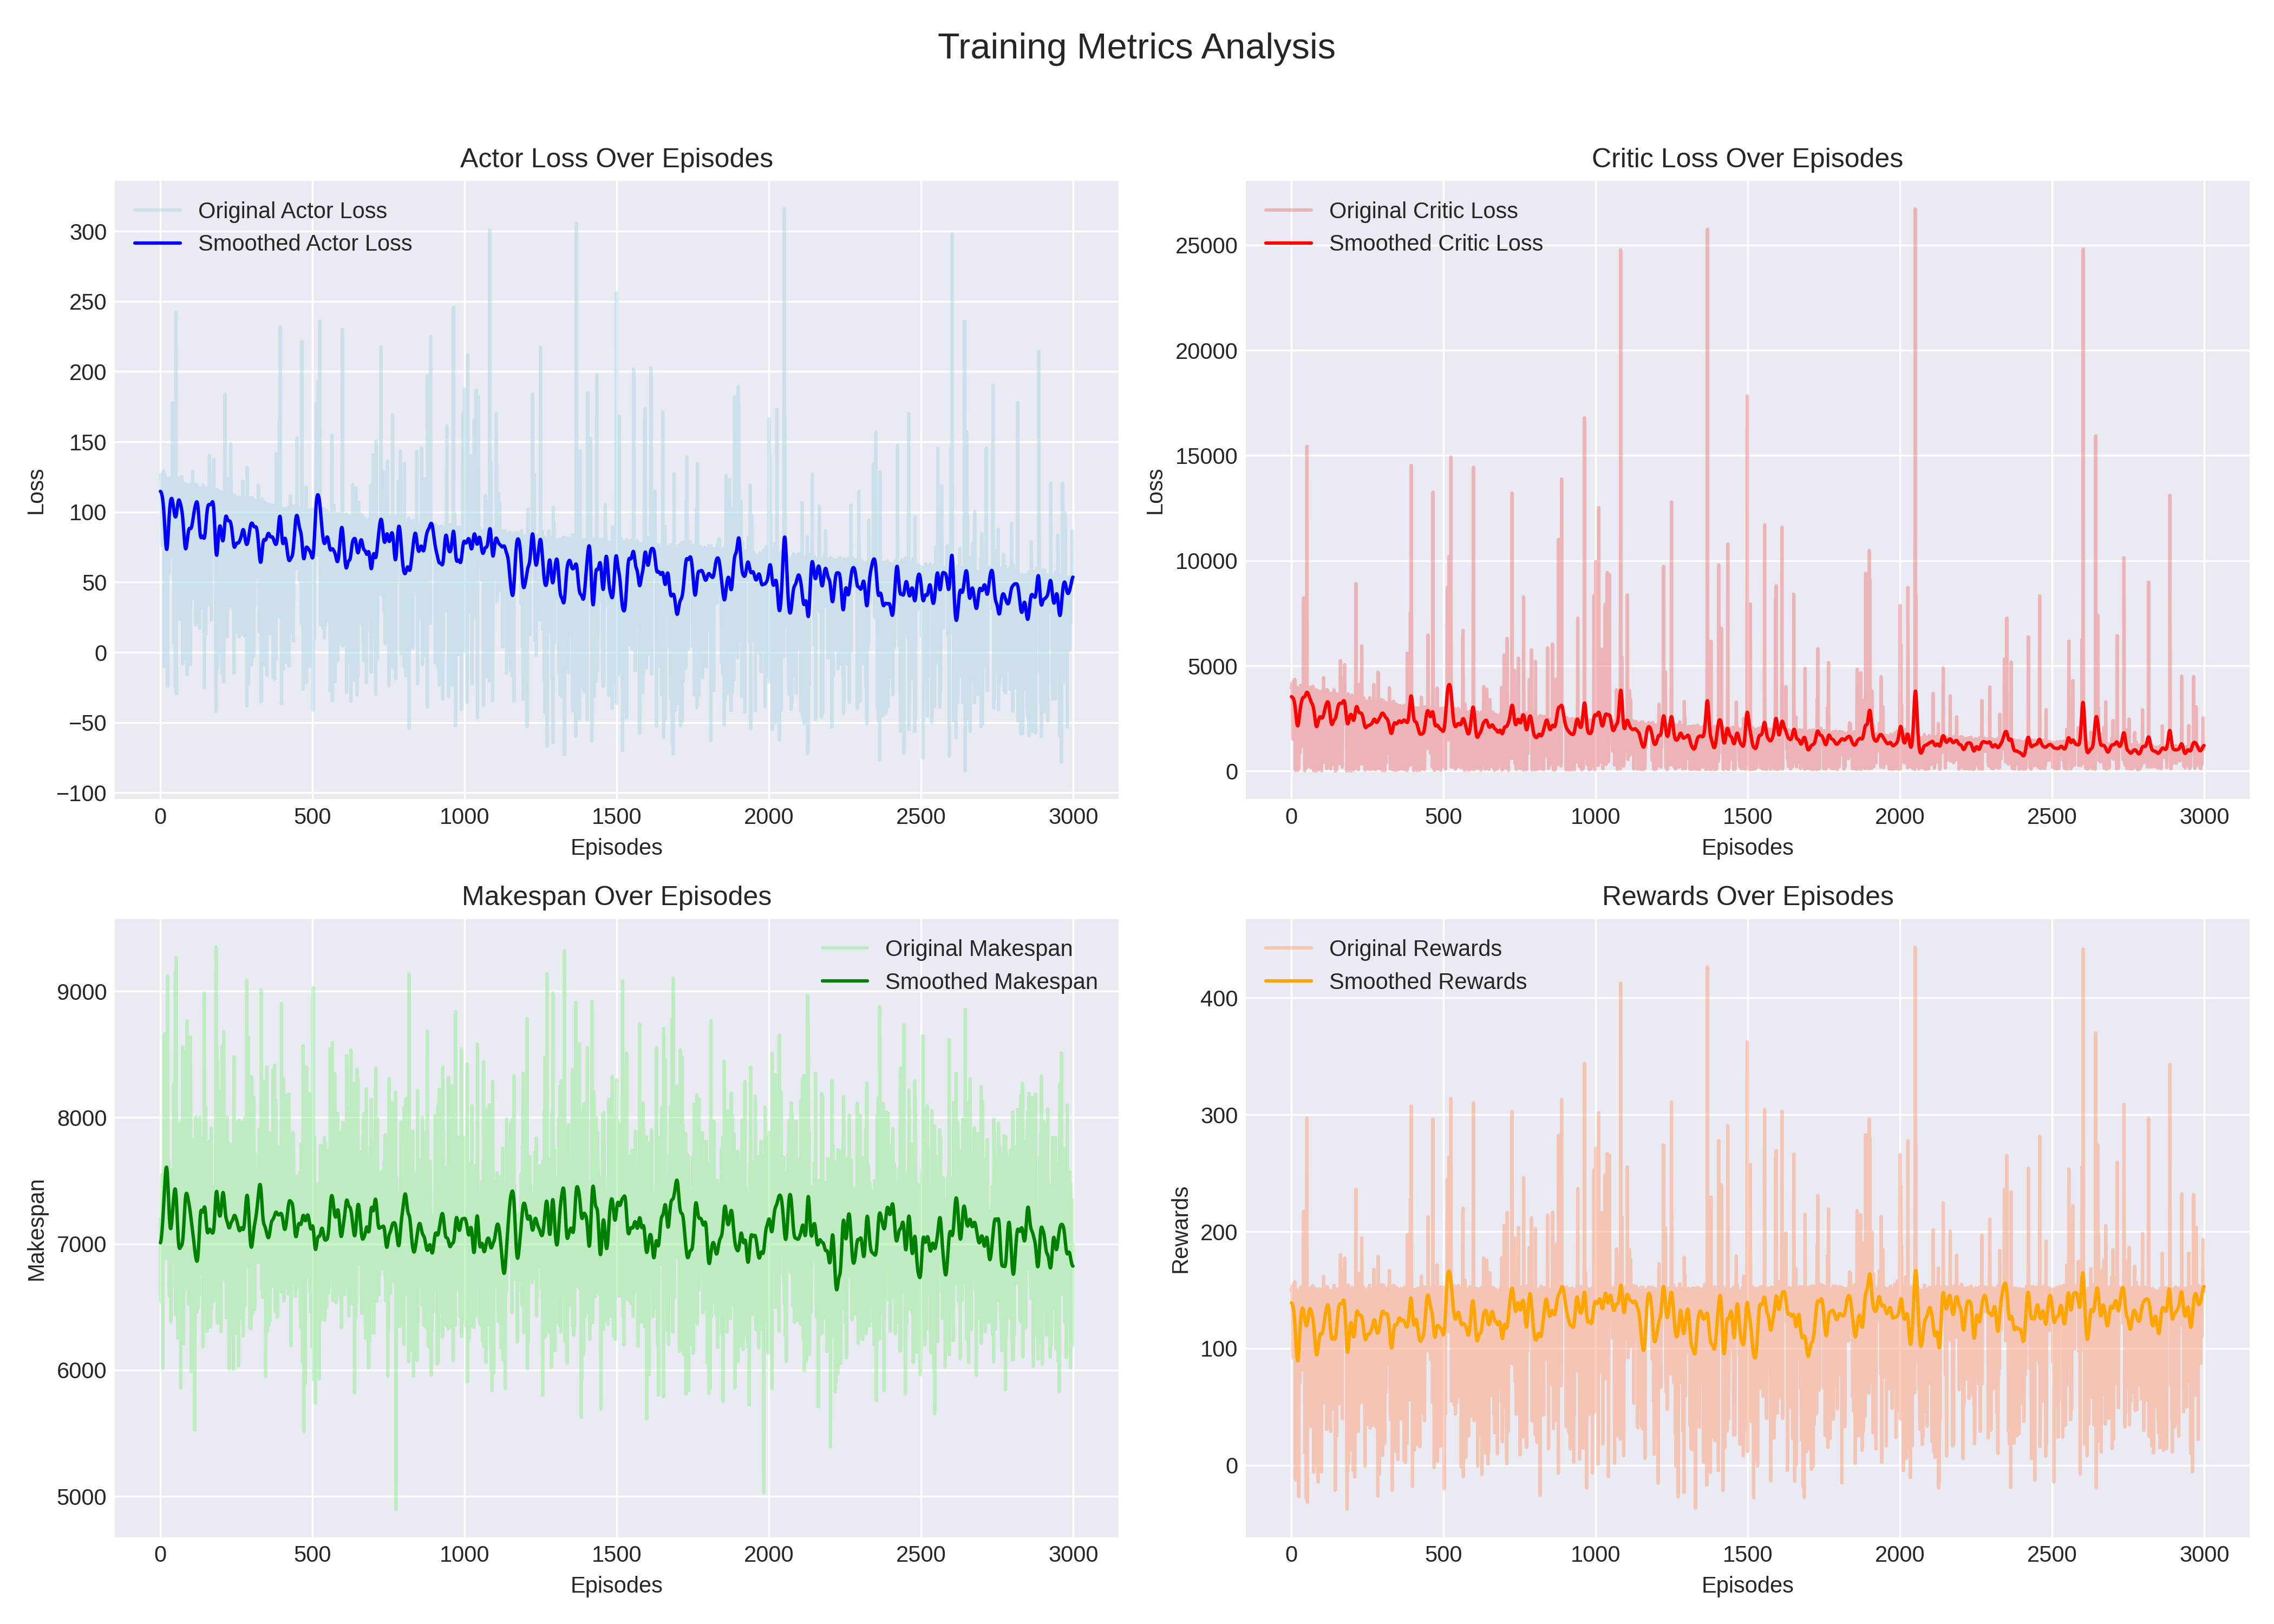 Training Metrics Analysis
Actor Loss Over Episodes
Original Actor Loss
Smoothed Actor Loss
Loss
300
250
200
150
100
50
0
−50
−100
0 500 1000 1500 2000 2500 3000
Episodes
Critic Loss Over Episodes
Original Critic Loss
Smoothed Critic Loss
Loss
25000
20000
15000
10000
5000
0
0 500 1000 1500 2000 2500 3000
Episodes
Makespan Over Episodes
Original Makespan
Smoothed Makespan
Makespan
9000
8000
7000
6000
5000
0 500 1000 1500 2000 2500 3000
Episodes
Rewards Over Episodes
Original Rewards
Smoothed Rewards
Rewards
400
300
200
100
0
0 500 1000 1500 2000 2500 3000
Episodes